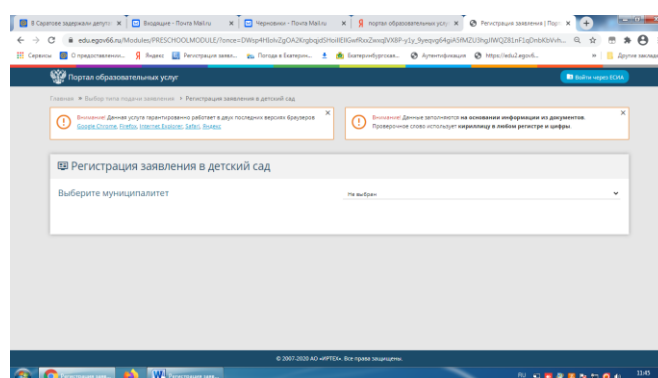 В Саратове задержали депут
Входящие - Почта Mail.ru
Черновики - Почта Mail.ru
портал образовательных услу
Регистрация заявления | Порт
edu.egov66.ru/Modules/PRESCHOOLMODULE/?once=
Сервисы
О предоставлении...
Яндекс
Регистрация заявл...
Погода в Екатерин...
Екатеринбургская...
Аутентификация
https://edu2.egov6...
Другие заклад
Портал образовательных услуг
Войти через ЕСИА
Главная » Выбор типа подачи заявления » Регистрация заявления в детский сад
Внимание! Данная услуга гарантированно работает в двух последних версиях браузеров
Google Chrome, Firefox, Internet Explorer, Safari, Яндекс
Внимание! Данные заполняются на основании информации из документов.
Проверочное слово использует кириллицу в любом регистре и цифры.
Регистрация заявления в детский сад
Выберите муниципалитет
Не выбран
© 2007-2020 АО «ИРТЕХ». Все права защищены.
Регистрация зая...
Регистрация зая...
RU
11:45